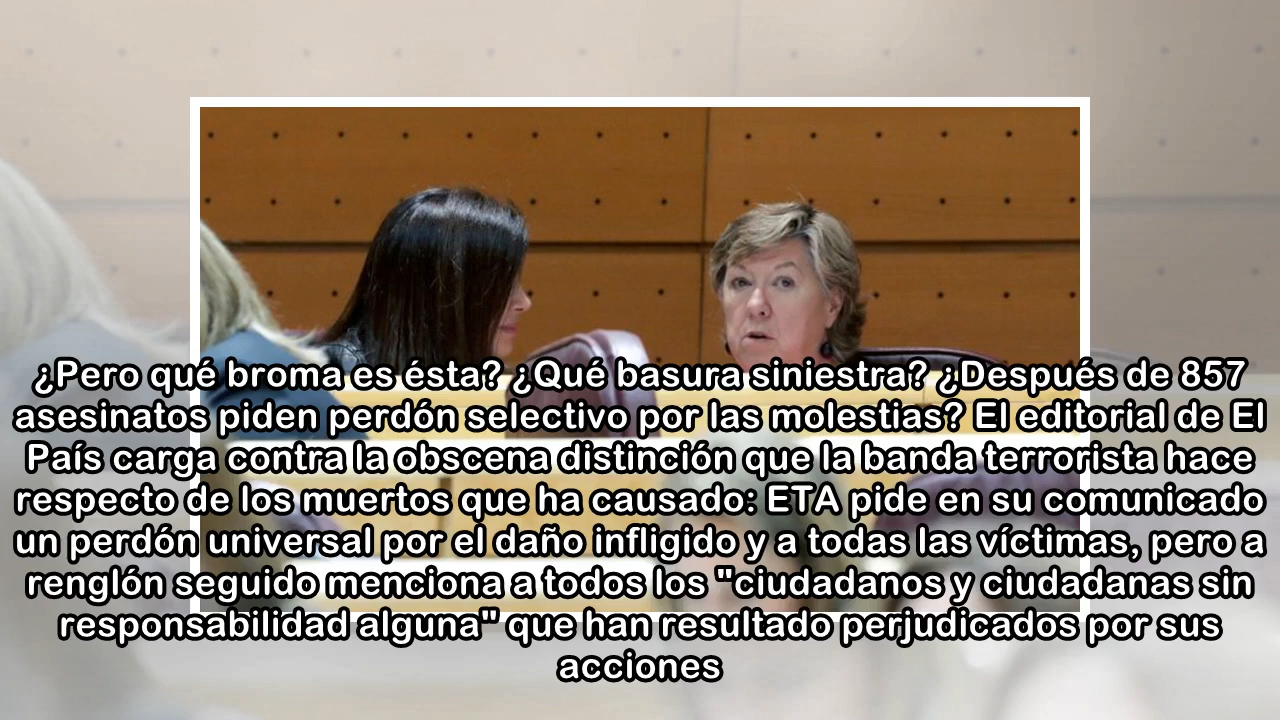 ¿Pero qué broma es ésta? ¿Qué basura siniestra? ¿Después de 857
asesinatos piden perdón selectivo por las molestias? El editorial de El
País carga contra la obscena distinción que la banda terrorista hace
respecto de los muertos que ha causado: ETA pide en su comunicado
un perdón universal por el daño infligido y a todas las víctimas, pero a
renglón seguido menciona a todos los "ciudadanos y ciudadanas sin
responsabilidad alguna" que han resultado perjudicados por sus
acciones